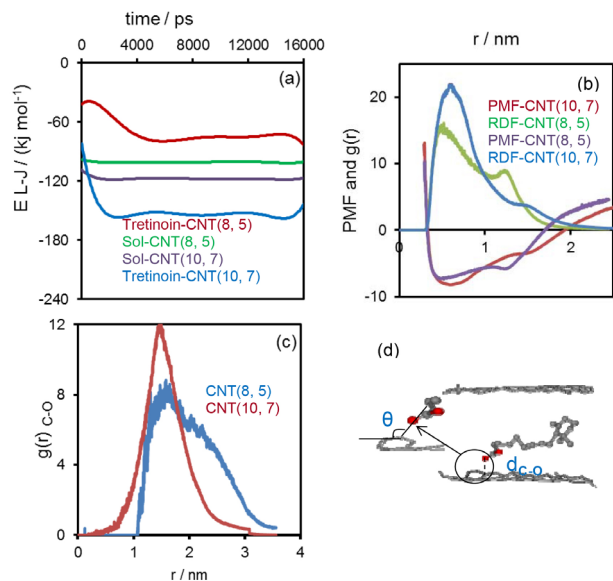 time / ps
0 4000 8000 12000 16000
0
-60
-120
-180
-240
E L-J / (kj mol⁻¹)
(a)
Tretinoin-CNT(8, 5)
Sol-CNT(8, 5)
Sol-CNT(10, 7)
Tretinoin-CNT(10, 7)
r / nm
(b)
PMF-CNT(10, 7)
RDF-CNT(8, 5)
PMF-CNT(8, 5)
RDF-CNT(10, 7)
PMF and g(r)
20
10
0
-10
0 1 2
(c)
CNT(8, 5)
CNT(10, 7)
g(r) C-O
12
8
4
0
0 1 2 3 4
r / nm
(d)
θ
dC-O